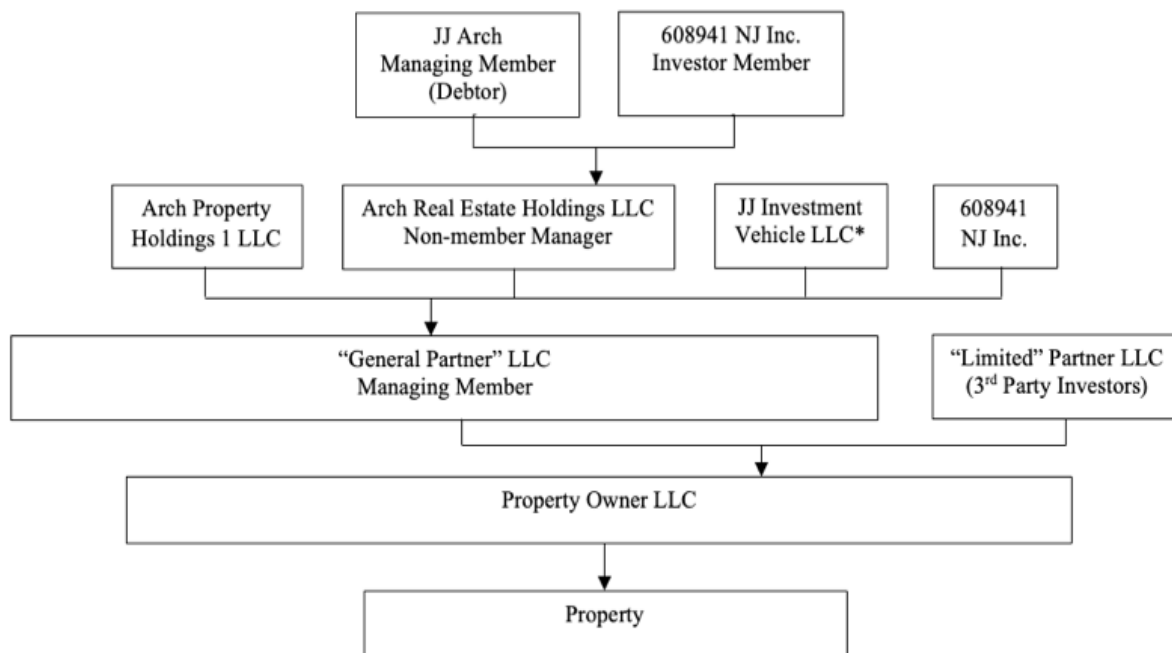 JJ Arch
Managing Member
(Debtor)
608941 NJ Inc.
Investor Member
Arch Property
Holdings 1 LLC
Arch Real Estate Holdings LLC
Non-member Manager
JJ Investment
Vehicle LLC*
608941
NJ Inc.
“General Partner” LLC
Managing Member
“Limited” Partner LLC
(3rd Party Investors)
Property Owner LLC
Property